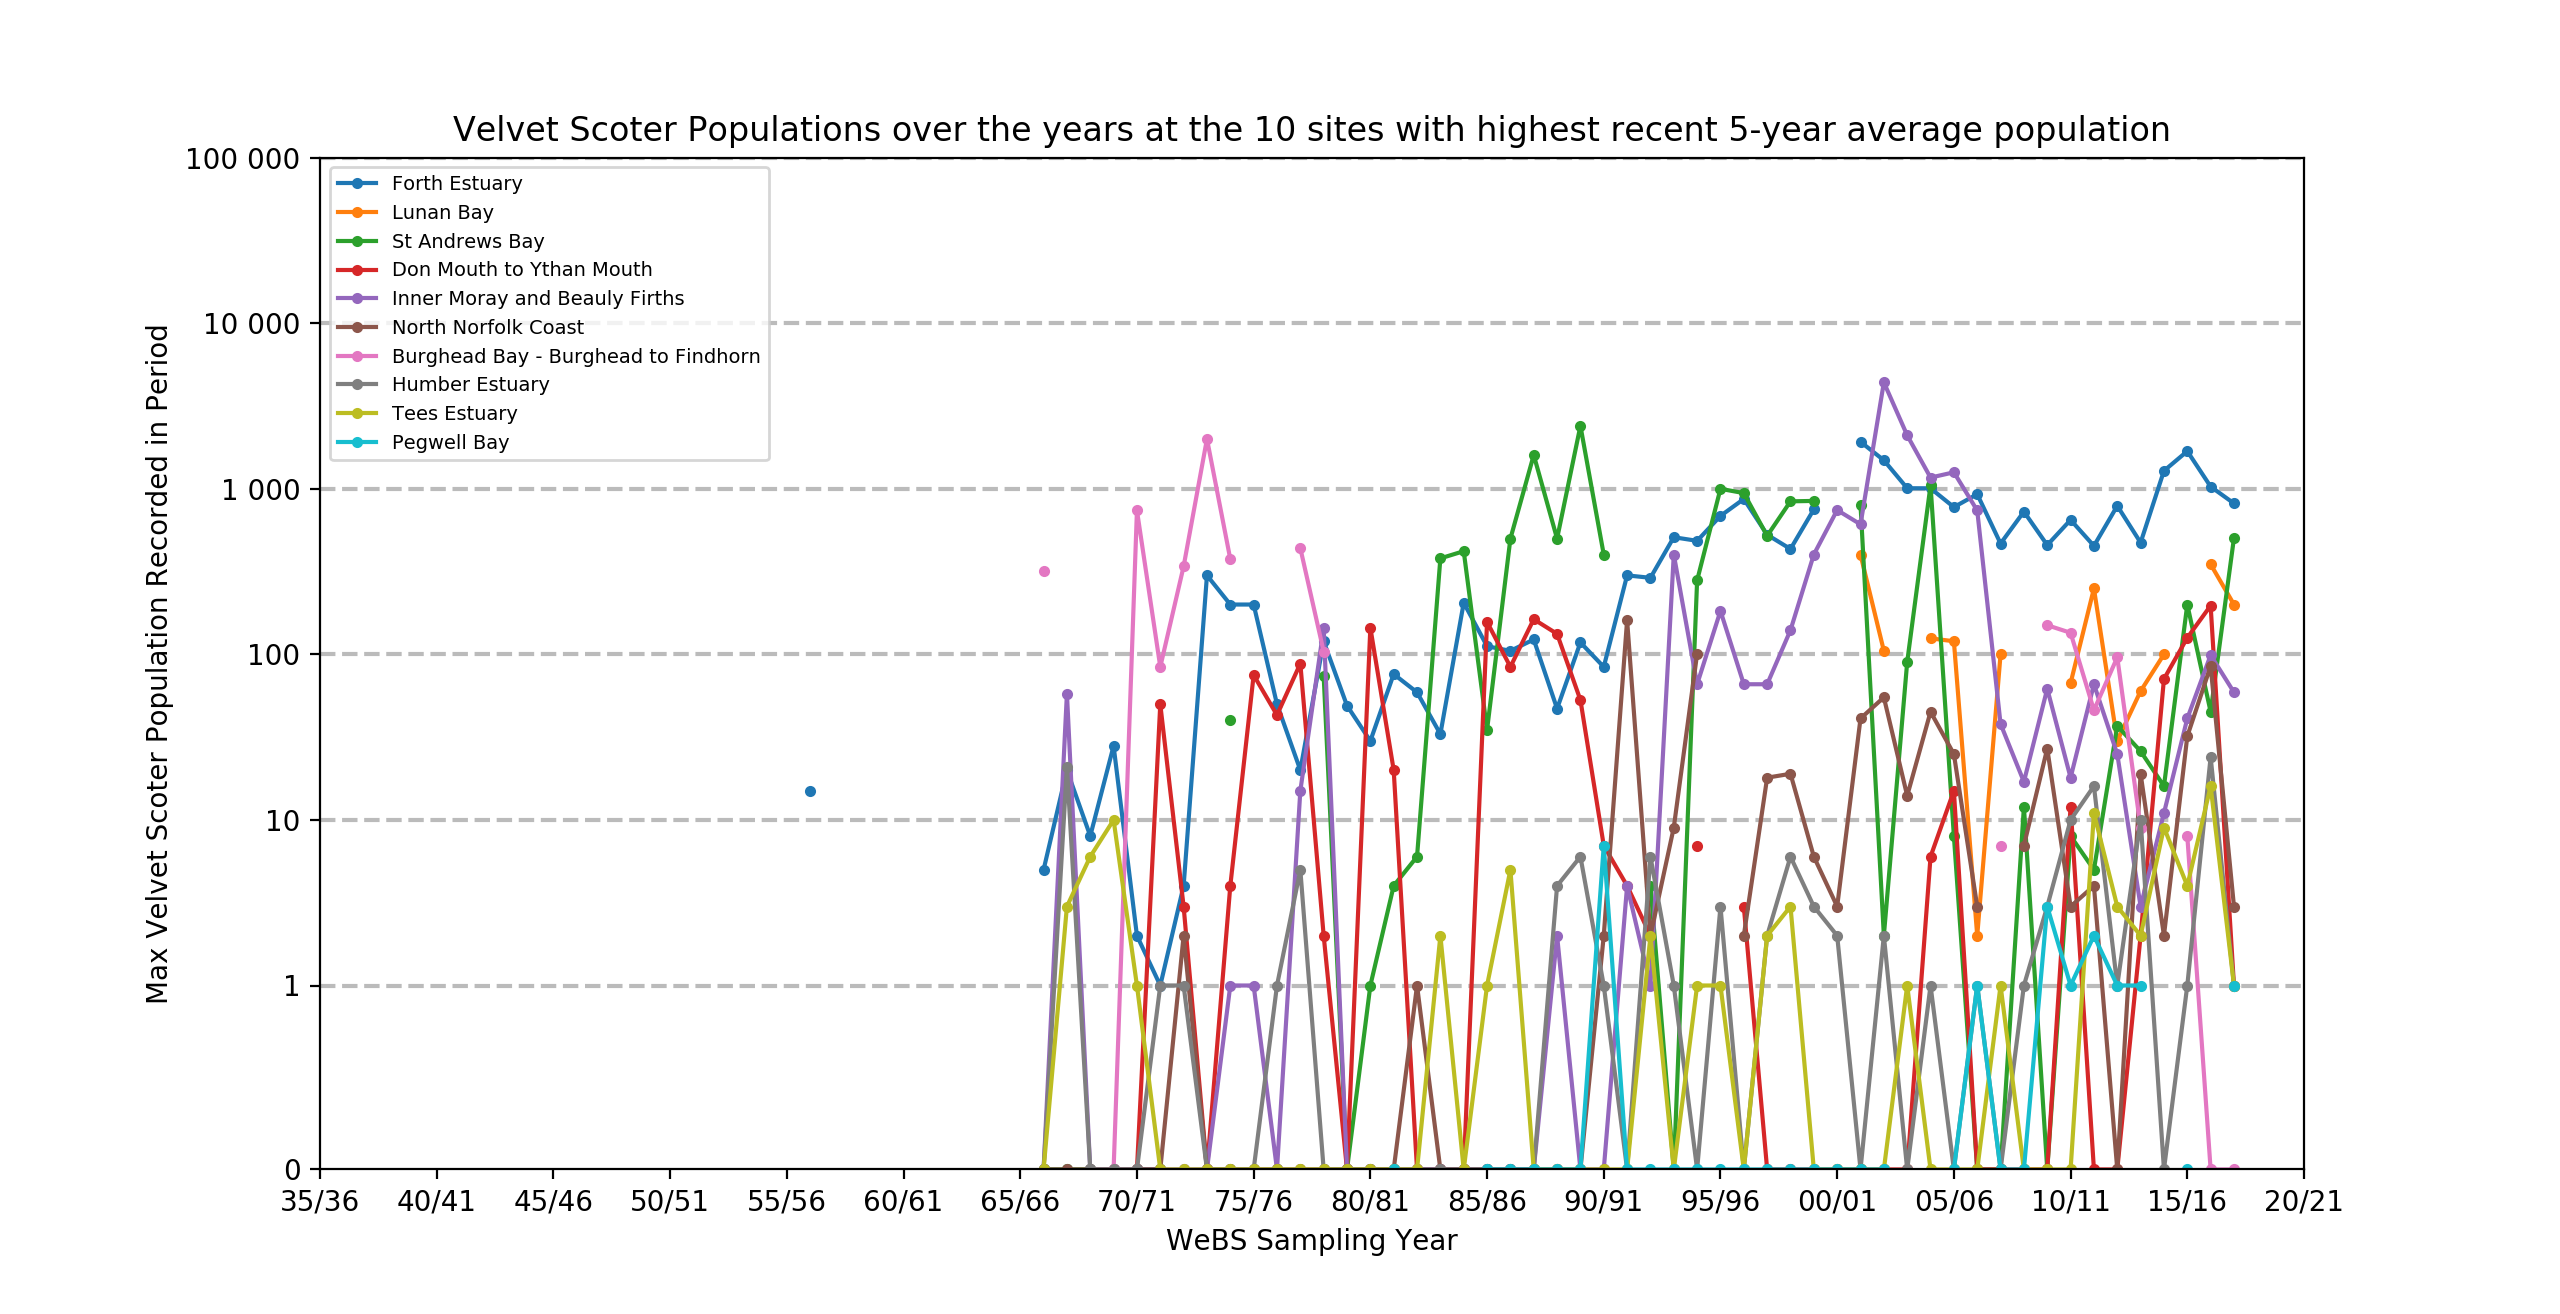 Velvet Scoter Populations over the years at the 10 sites with highest recent 5-year average population
Max Velvet Scoter Population Recorded in Period
100 000
10 000
1 000
100
10
1
0
Forth Estuary
Lunan Bay
St Andrews Bay
Don Mouth to Ythan Mouth
Inner Moray and Beauly Firths
North Norfolk Coast
Burghead Bay - Burghead to Findhorn
Humber Estuary
Tees Estuary
Pegwell Bay
35/36 40/41 45/46 50/51 55/56 60/61 65/66 70/71 75/76 80/81 85/86 90/91 95/96 00/01 05/06 10/11 15/16 20/21
WeBS Sampling Year